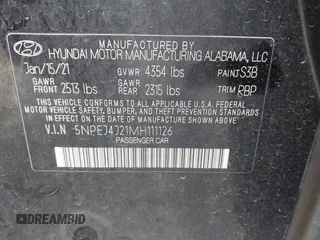 MANUFACTURED BY
HYUNDAI MOTOR MANUFACTURING ALABAMA, LLC
Jan/15/21 GVWR 4354 lbs PAINT S3B
GAWR FRONT 2513 lbs GAWR REAR 2315 lbs TRIM RBP
THIS VEHICLE CONFORMS TO ALL APPLICABLE U.S. FEDERAL
MOTOR VEHICLE SAFETY, BUMPER, AND THEFT PREVENTION STANDARDS
IN EFFECT ON THE DATE OF MANUFACTURE SHOWN ABOVE.
V.I.N 5NPEJ4J21MH111126
PASSENGER CAR
DREAMBID